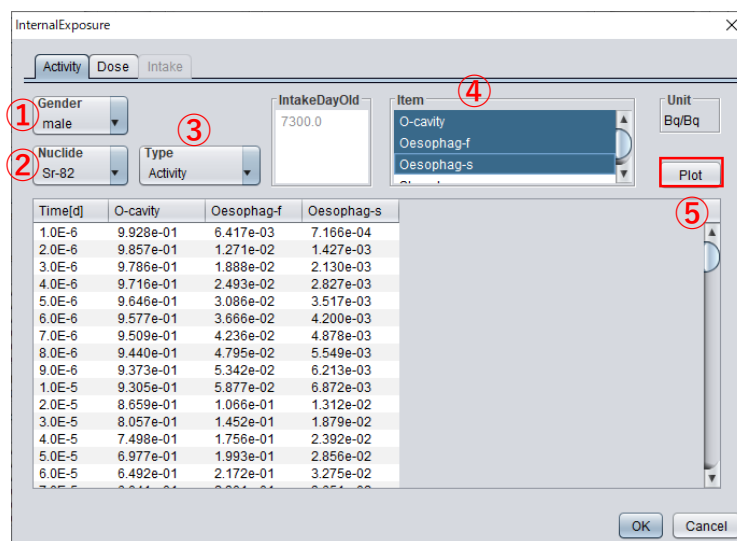 InternalExposure
Activity Dose Intake
① Gender
male
② Nuclide
Sr-82
③ Type
Activity
IntakeDayOld
7300.0
④ Item
O-cavity
Oesophag-f
Oesophag-s
Unit
Bq/Bq
Plot
⑤
Time[d] O-cavity Oesophag-f Oesophag-s
1.0E-6 9.928e-01 6.417e-03 7.166e-04
2.0E-6 9.857e-01 1.271e-02 1.427e-03
3.0E-6 9.786e-01 1.888e-02 2.130e-03
4.0E-6 9.716e-01 2.493e-02 2.827e-03
5.0E-6 9.646e-01 3.086e-02 3.517e-03
6.0E-6 9.577e-01 3.666e-02 4.200e-03
7.0E-6 9.509e-01 4.236e-02 4.878e-03
8.0E-6 9.440e-01 4.795e-02 5.549e-03
9.0E-6 9.373e-01 5.342e-02 6.213e-03
1.0E-5 9.305e-01 5.877e-02 6.872e-03
2.0E-5 8.659e-01 1.066e-01 1.312e-02
3.0E-5 8.057e-01 1.452e-01 1.879e-02
4.0E-5 7.498e-01 1.756e-01 2.392e-02
5.0E-5 6.977e-01 1.993e-01 2.856e-02
6.0E-5 6.492e-01 2.172e-01 3.275e-02
OK Cancel